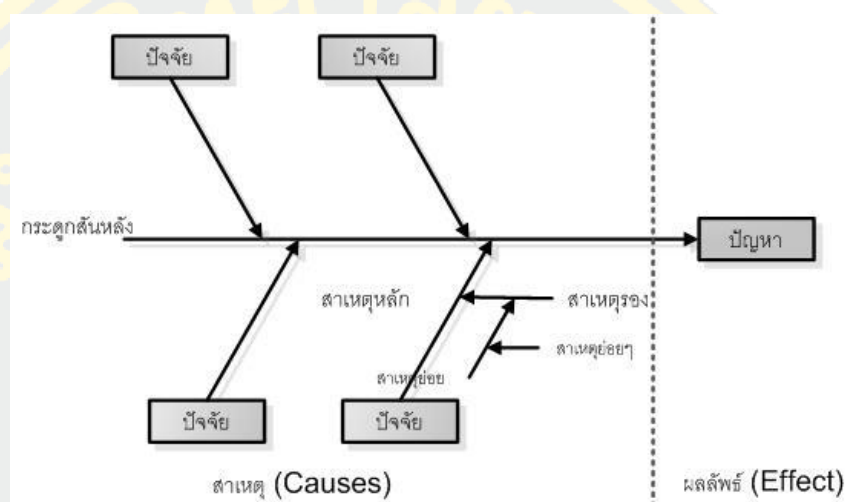 ปัจจัย
ปัจจัย
กระดูกสันหลัง
ปัญหา
สาเหตุหลัก
สาเหตุรอง
สาเหตุย่อยๆ
สาเหตุย่อย
ปัจจัย
ปัจจัย
สาเหตุ (Causes)
ผลลัพธ์ (Effect)